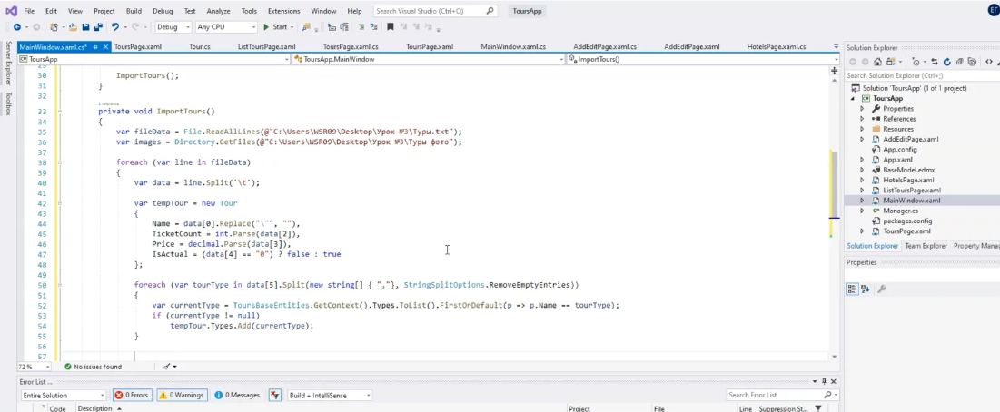 File Edit View Project Build Debug Test Analyze Tools Extensions Window Help Search Visual Studio (Ctrl+Q) ToursApp ЕГ
Debug Any CPU Start
MainWindow.xaml.cs* ToursPage.xaml Tour.cs ListToursPage.xaml ToursPage.xaml.cs ToursPage.xaml MainWindow.xaml.cs AddEditPage.xaml.cs AddEditPage.xaml HotelsPage.xaml.cs
ToursApp ToursApp.MainWindow ImportTours()
Server Explorer
Toolbox
29
30 ImportTours();
31 }
32
1 reference
33 private void ImportTours()
34 {
35 var fileData = File.ReadAllLines(@"C:\Users\WSR09\Desktop\Урок №3\Туры.txt");
36 var images = Directory.GetFiles(@"C:\Users\WSR09\Desktop\Урок №3\Туры фото");
37
38 foreach (var line in fileData)
39 {
40 var data = line.Split('\t');
41
42 var tempTour = new Tour
43 {
44 Name = data[0].Replace("\"", ""),
45 TicketCount = int.Parse(data[2]),
46 Price = decimal.Parse(data[3]),
47 IsActual = (data[4] == "0") ? false : true
48 };
49
50 foreach (var tourType in data[5].Split(new string[] { ","}, StringSplitOptions.RemoveEmptyEntries))
51 {
52 var currentType = ToursBaseEntities.GetContext().Types.ToList().FirstOrDefault(p => p.Name == tourType);
53 if (currentType != null)
54 tempTour.Types.Add(currentType);
55 }
56
57
72 % No issues found
Error List ...
Entire Solution 0 Errors 0 Warnings 0 Messages Build + IntelliSense Search Error List
Code Description Project File Line Suppression St...
Solution Explorer
Search Solution Explorer (Ctrl+;)
Solution 'ToursApp' (1 of 1 project)
ToursApp
Properties
References
Resources
AddEditPage.xaml
App.config
App.xaml
BaseModel.edmx
HotelsPage.xaml
ListToursPage.xaml
MainWindow.xaml
Manager.cs
packages.config
ToursPage.xaml
Solution Explorer Team Explorer Property Mana
Properties